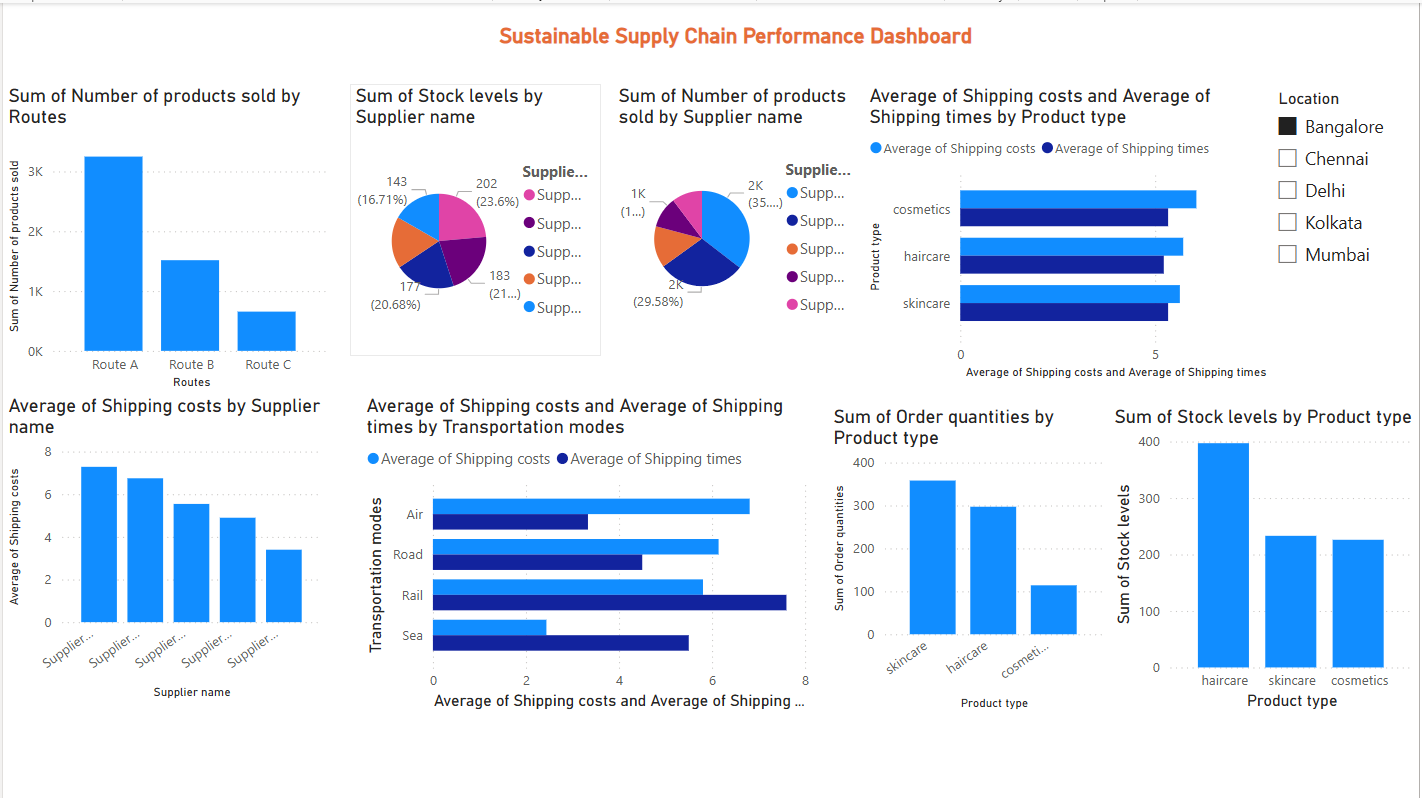 Sustainable Supply Chain Performance Dashboard
Sum of Number of products sold by
Routes
Sum of Number of products sold
3K
2K
1K
0K
Route A
Route B
Route C
Routes
Sum of Stock levels by
Supplier name
143
(16.71%)
202
(23.6%)
177
(20.68%)
183
(21...)
Supplie...
Supp...
Supp...
Supp...
Supp...
Supp...
Sum of Number of products
sold by Supplier name
1K
(1...)
2K
(35....)
2K
(29.58%)
Supplie...
Supp...
Supp...
Supp...
Supp...
Supp...
Average of Shipping costs and Average of
Shipping times by Product type
Average of Shipping costs
Average of Shipping times
Product type
cosmetics
haircare
skincare
0
5
Average of Shipping costs and Average of Shipping times
Location
Bangalore
Chennai
Delhi
Kolkata
Mumbai
Average of Shipping costs by Supplier
name
Average of Shipping costs
8
6
4
2
0
Supplier...
Supplier...
Supplier...
Supplier...
Supplier...
Supplier name
Average of Shipping costs and Average of Shipping
times by Transportation modes
Average of Shipping costs
Average of Shipping times
Transportation modes
Air
Road
Rail
Sea
0
2
4
6
8
Average of Shipping costs and Average of Shipping ...
Sum of Order quantities by
Product type
Sum of Order quantities
400
300
200
100
0
skincare
haircare
cosmeti...
Product type
Sum of Stock levels by Product type
Sum of Stock levels
400
300
200
100
0
haircare
skincare
cosmetics
Product type